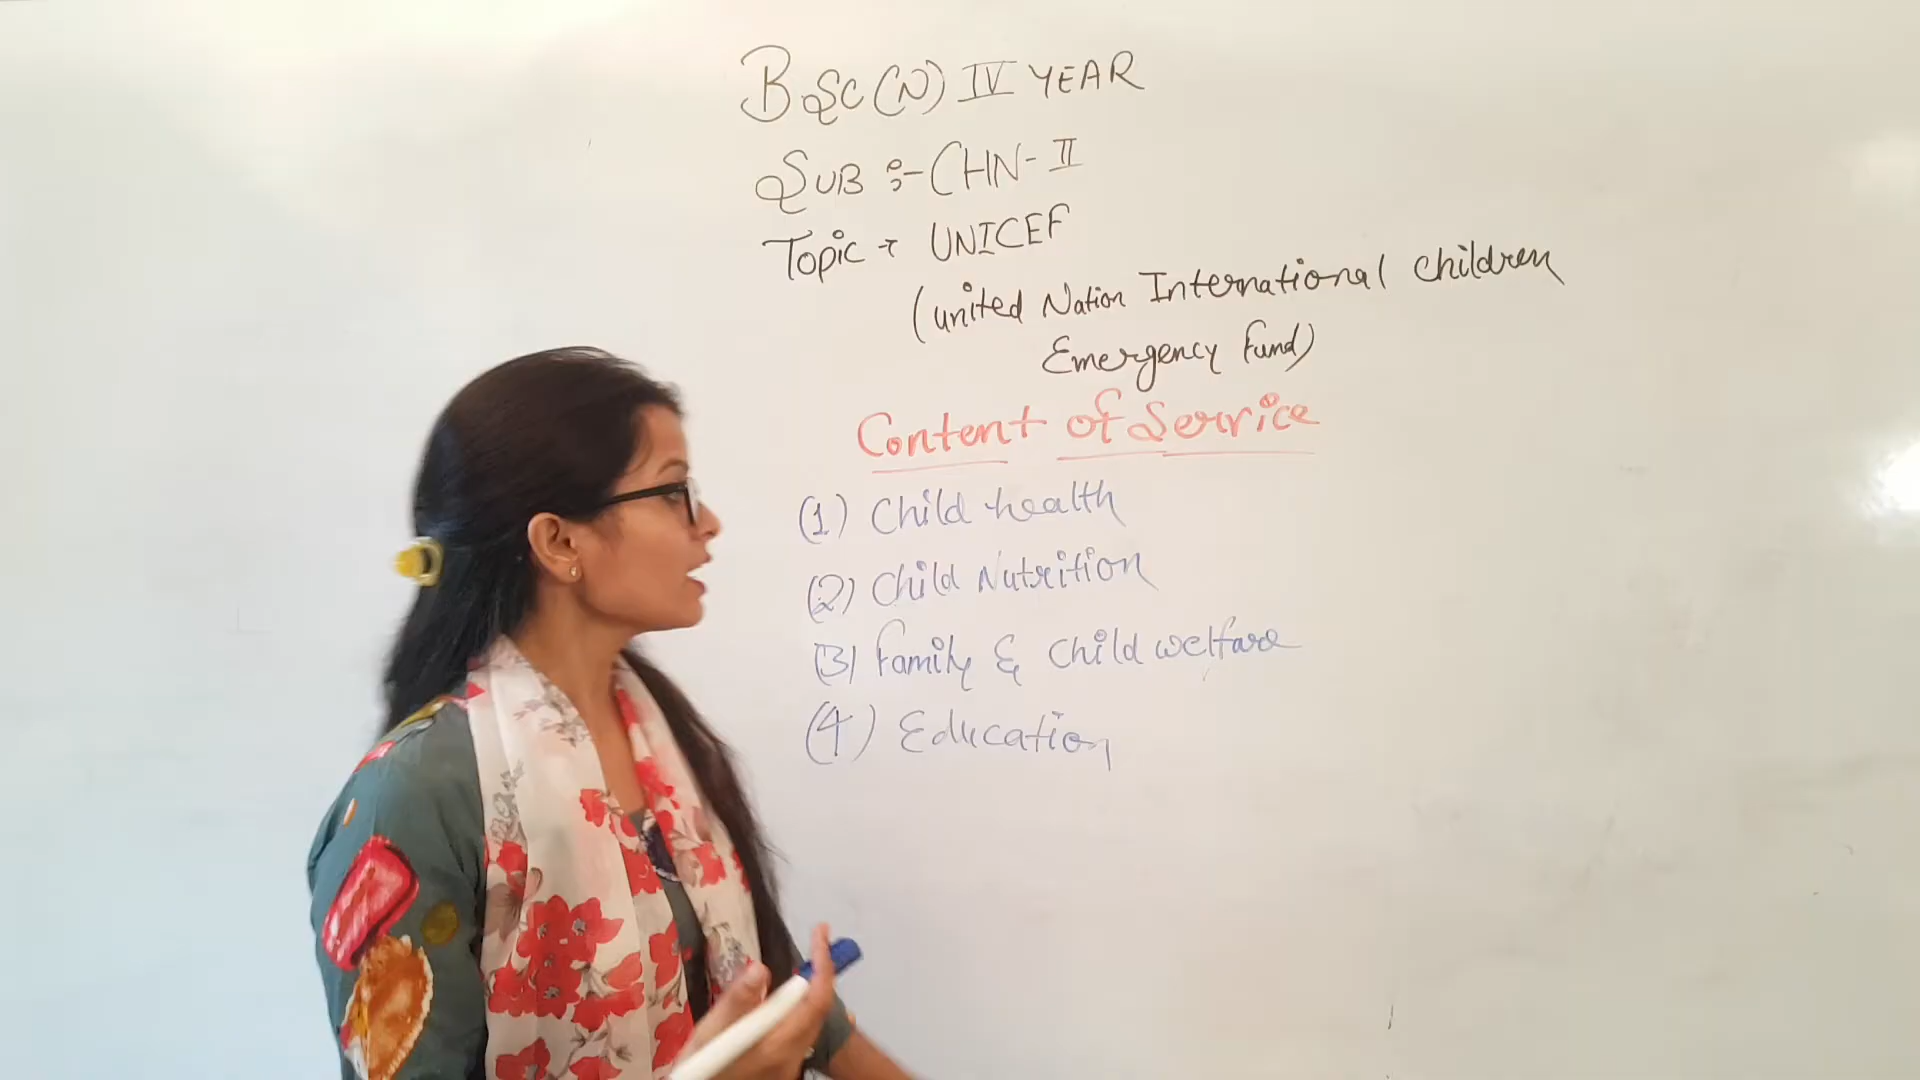 BSC(N) IV YEAR
SUB :- CHN-II
Topic → UNICEF
(united Nation International children
Emergency fund)
Content of Service
(1) Child health
(2) Child Nutrition
(3) family & Child welfare
(4) Education